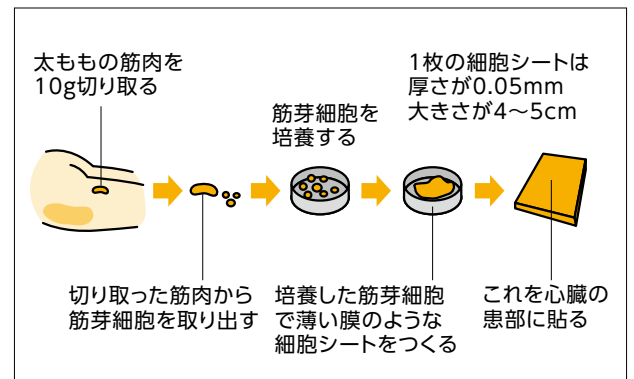 太ももの筋肉を
10g切り取る
切り取った筋肉から
筋芽細胞を取り出す
筋芽細胞を
培養する
培養した筋芽細胞
で薄い膜のような
細胞シートをつくる
1枚の細胞シートは
厚さが0.05mm
大きさが4〜5cm
これを心臓の
患部に貼る